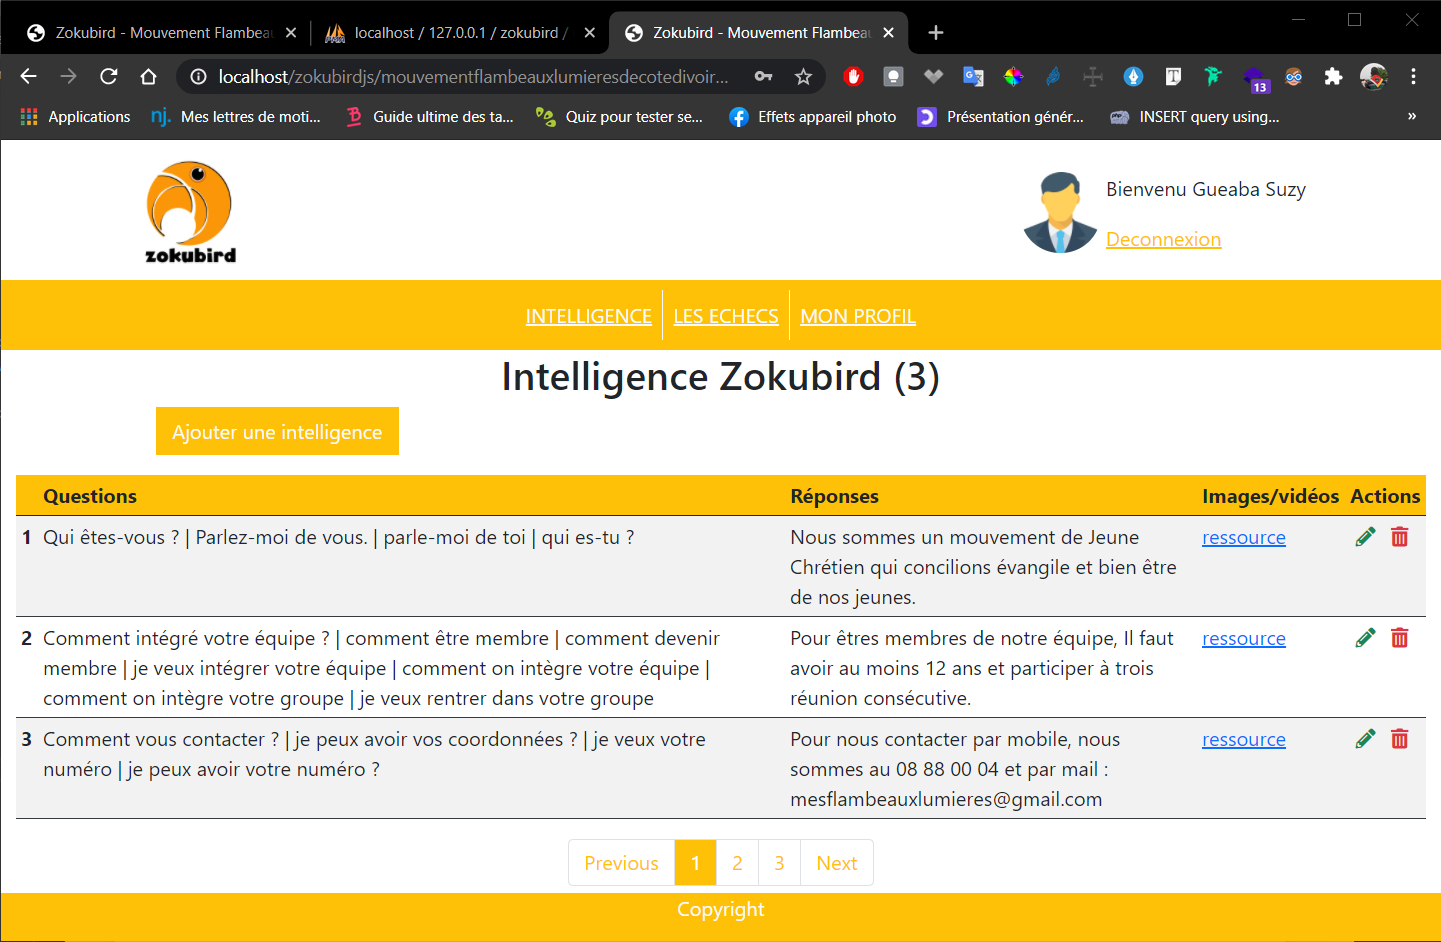 Zokubird - Mouvement Flambeau
localhost / 127.0.0.1 / zokubird /
Zokubird - Mouvement Flambeau
localhost/zokubirdjs/mouvementflambeauxlumieresdecotedivoir...
13
Applications
Mes lettres de moti...
Guide ultime des ta...
Quiz pour tester se...
Effets appareil photo
Présentation génér...
INSERT query using...
»
zokubird
Bienvenu Gueaba Suzy
Deconnexion
INTELLIGENCE
LES ECHECS
MON PROFIL
Intelligence Zokubird (3)
Ajouter une intelligence
Questions Réponses Images/vidéos Actions
1 Qui êtes-vous ? | Parlez-moi de vous. | parle-moi de toi | qui es-tu ?
Nous sommes un mouvement de Jeune
Chrétien qui concilions évangile et bien être
de nos jeunes.
ressource
2 Comment intégré votre équipe ? | comment être membre | comment devenir
membre | je veux intégrer votre équipe | comment on intègre votre équipe |
comment on intègre votre groupe | je veux rentrer dans votre groupe
Pour êtres membres de notre équipe, Il faut
avoir au moins 12 ans et participer à trois
réunion consécutive.
ressource
3 Comment vous contacter ? | je peux avoir vos coordonnées ? | je veux votre
numéro | je peux avoir votre numéro ?
Pour nous contacter par mobile, nous
sommes au 08 88 00 04 et par mail :
mesflambeauxlumieres@gmail.com
ressource
Previous 1 2 3 Next
Copyright